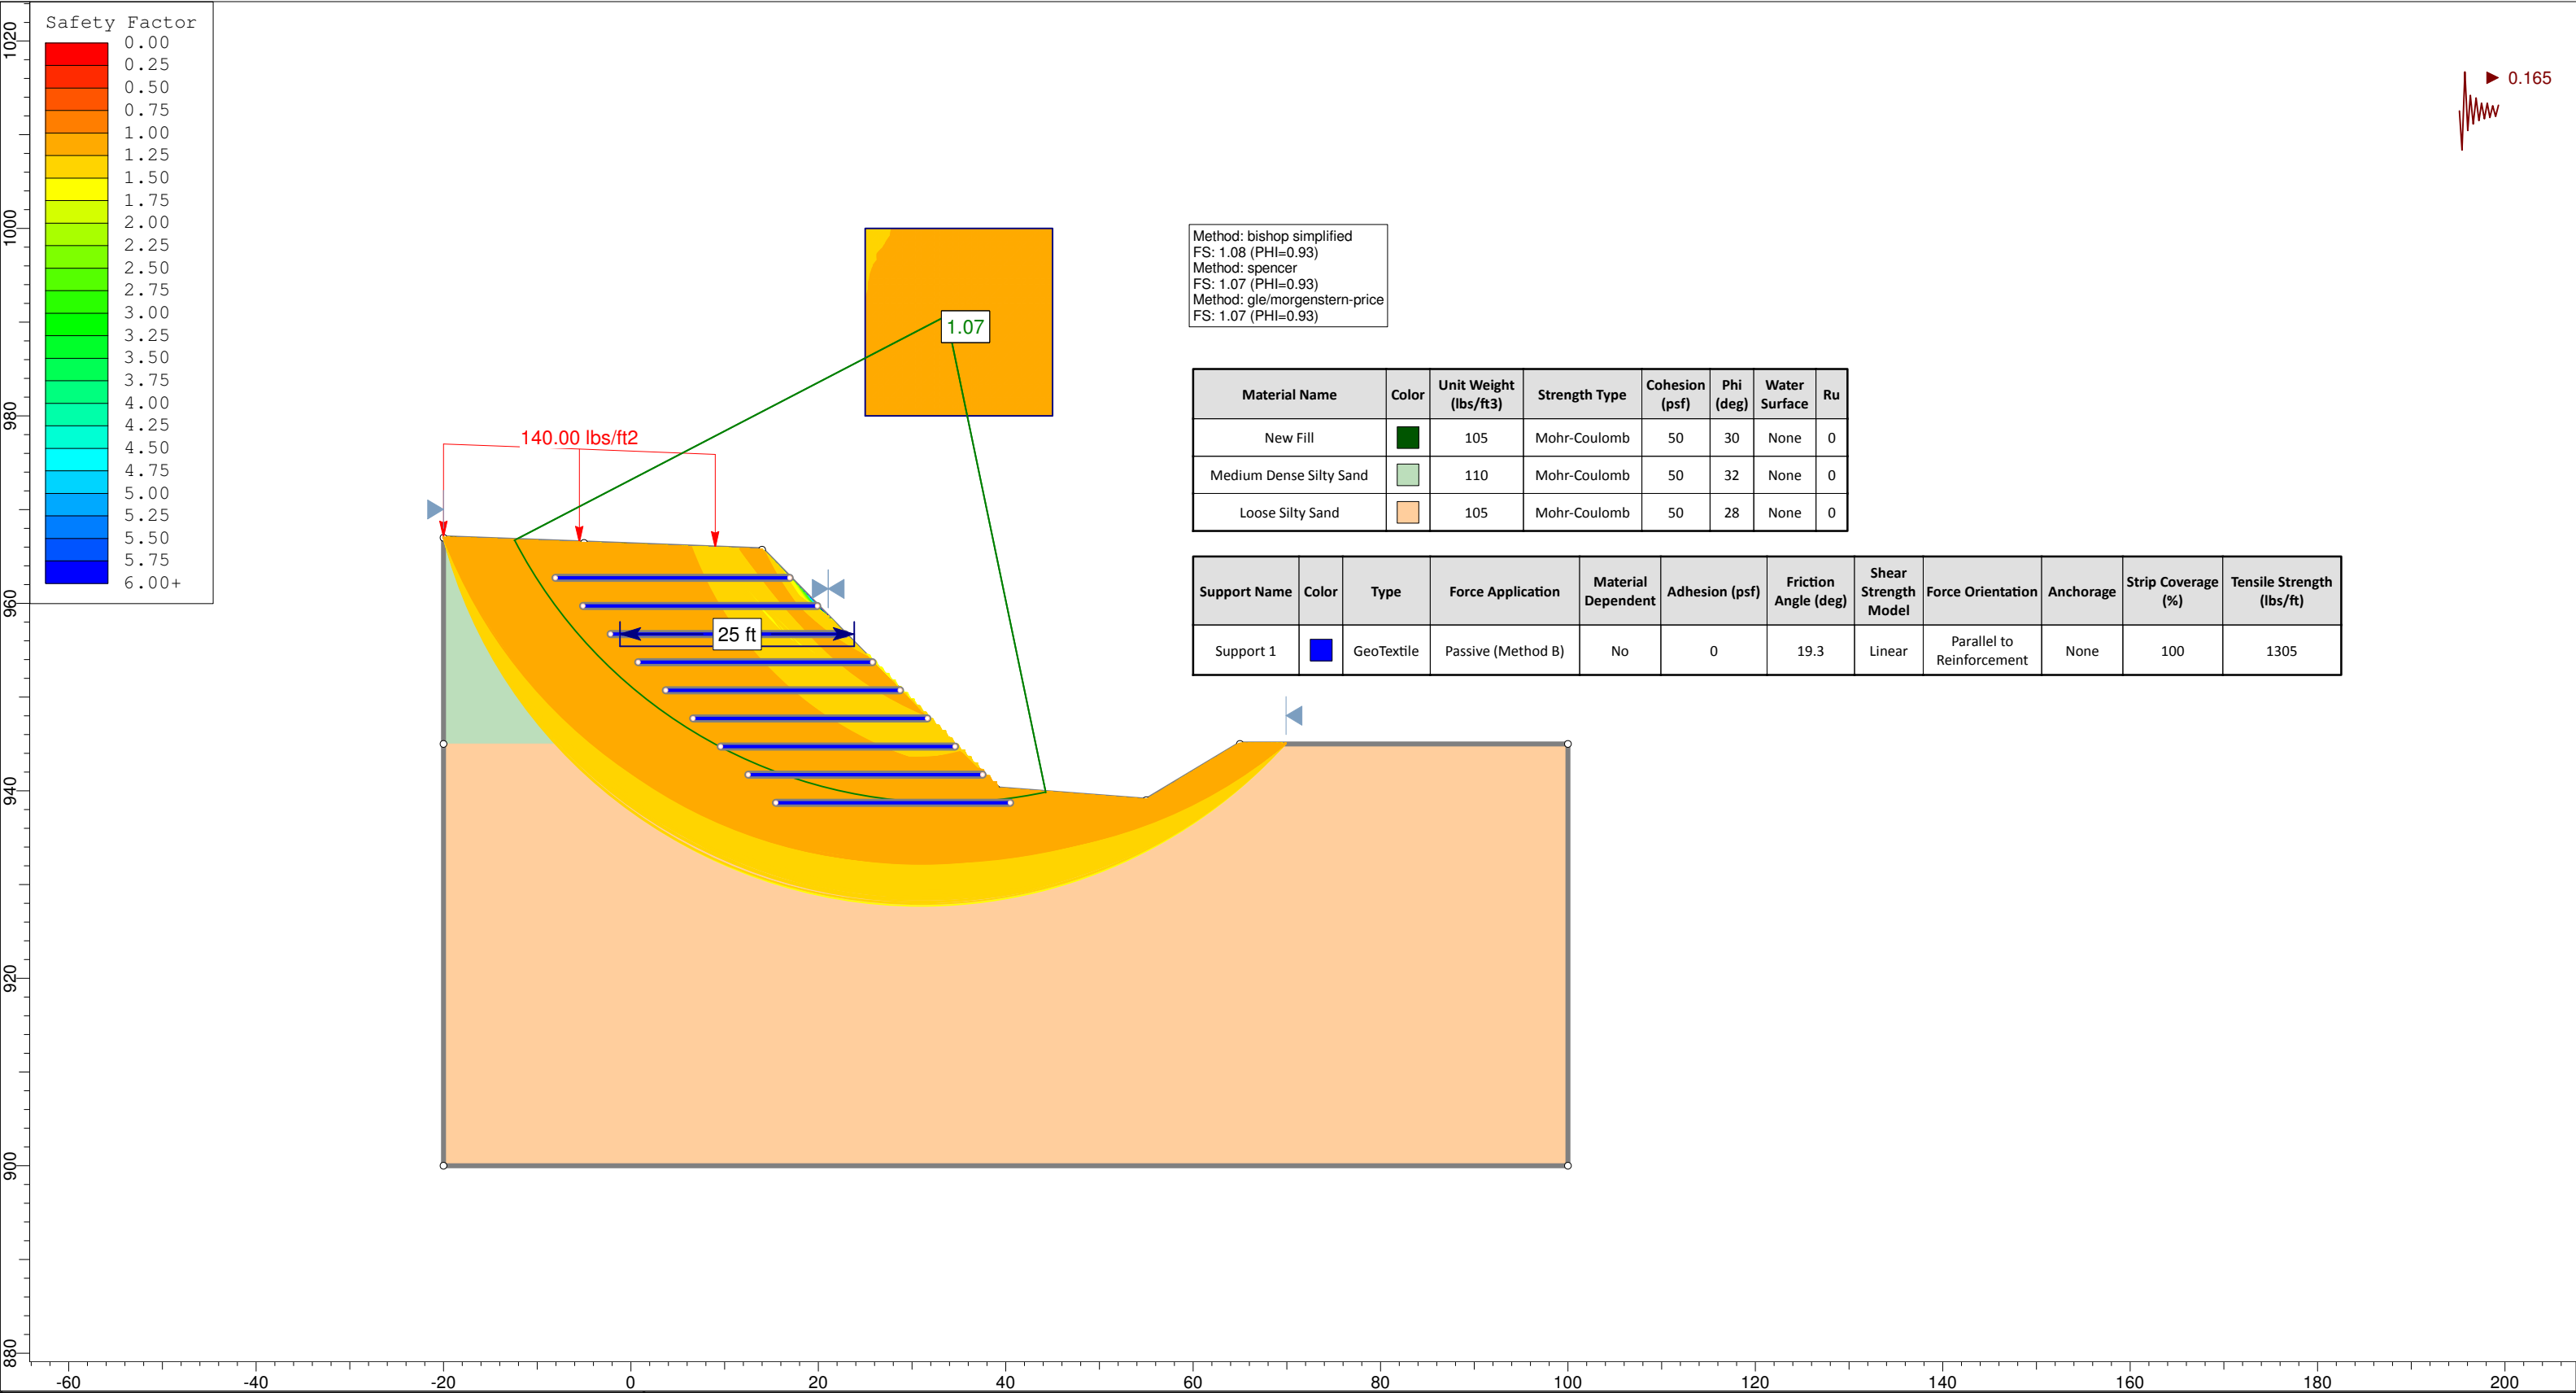 Safety Factor
0.00
0.25
0.50
0.75
1.00
1.25
1.50
1.75
2.00
2.25
2.50
2.75
3.00
3.25
3.50
3.75
4.00
4.25
4.50
4.75
5.00
5.25
5.50
5.75
6.00+
1020
1000
980
960
940
920
900
880
0.165
Method: bishop simplified
FS: 1.08 (PHI=0.93)
Method: spencer
FS: 1.07 (PHI=0.93)
Method: gle/morgenstern-price
FS: 1.07 (PHI=0.93)
1.07
140.00 lbs/ft2
25 ft
Material Name Color Unit Weight (lbs/ft3) Strength Type Cohesion (psf) Phi (deg) Water Surface Ru
New Fill 105 Mohr-Coulomb 50 30 None 0
Medium Dense Silty Sand 110 Mohr-Coulomb 50 32 None 0
Loose Silty Sand 105 Mohr-Coulomb 50 28 None 0
Support Name Color Type Force Application Material Dependent Adhesion (psf) Friction Angle (deg) Shear Strength Model Force Orientation Anchorage Strip Coverage (%) Tensile Strength (lbs/ft)
Support 1 GeoTextile Passive (Method B) No 0 19.3 Linear Parallel to Reinforcement None 100 1305
-60 -40 -20 0 20 40 60 80 100 120 140 160 180 200